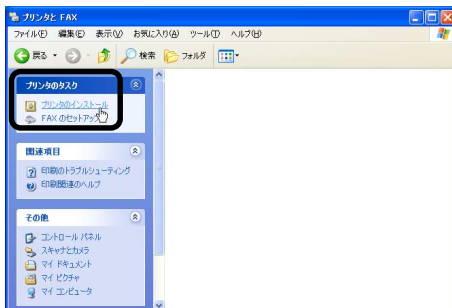 プリンタと FAX
ファイル(F) 編集(E) 表示(V) お気に入り(A) ツール(T) ヘルプ(H)
戻る 検索 フォルダ
プリンタのタスク
プリンタのインストール
FAX のセットアップ
関連項目
印刷のトラブルシューティング
印刷関連のヘルプ
その他
コントロール パネル
スキャナとカメラ
マイ ドキュメント
マイ ピクチャ
マイ コンピュータ